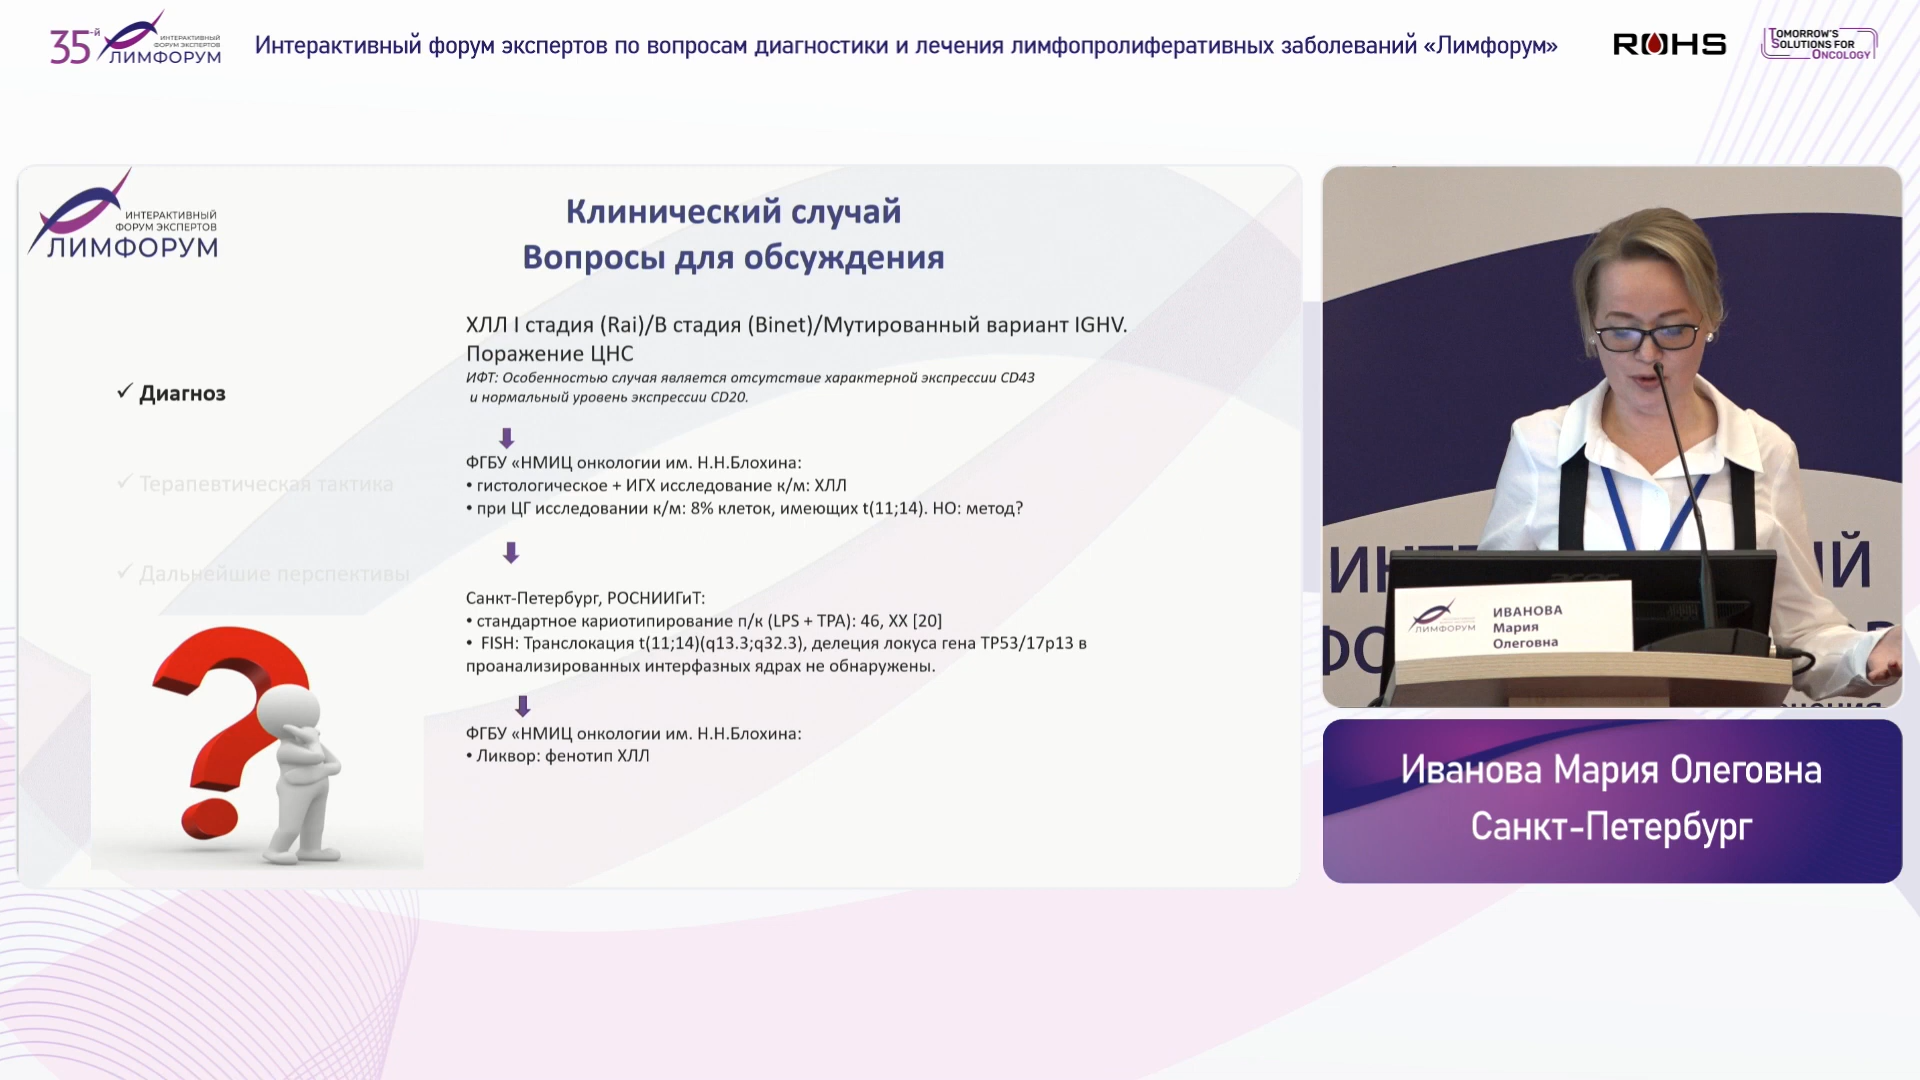 35-й
ИНТЕРАКТИВНЫЙ
ФОРУМ ЭКСПЕРТОВ
ЛИМФОРУМ
Интерактивный форум экспертов по вопросам диагностики и лечения лимфопролиферативных заболеваний «Лимфорум»
ROHS
TOMORROW'S
SOLUTIONS FOR
ONCOLOGY
ИНТЕРАКТИВНЫЙ
ФОРУМ ЭКСПЕРТОВ
ЛИМФОРУМ
Клинический случай
Вопросы для обсуждения
✓ Диагноз
✓ Терапевтическая тактика
✓ Дальнейшие перспективы
ХЛЛ I стадия (Rai)/B стадия (Binet)/Мутированный вариант IGHV.
Поражение ЦНС
ИФТ: Особенностью случая является отсутствие характерной экспрессии CD43
и нормальный уровень экспрессии CD20.
ФГБУ «НМИЦ онкологии им. Н.Н.Блохина:
• гистологическое + ИГХ исследование к/м: ХЛЛ
• при ЦГ исследовании к/м: 8% клеток, имеющих t(11;14). НО: метод?
Санкт-Петербург, РОСНИИГиТ:
• стандартное кариотипирование п/к (LPS + TPA): 46, XX [20]
• FISH: Транслокация t(11;14)(q13.3;q32.3), делеция локуса гена TP53/17p13 в
проанализированных интерфазных ядрах не обнаружены.
ФГБУ «НМИЦ онкологии им. Н.Н.Блохина:
• Ликвор: фенотип ХЛЛ
ЛИМФОРУМ
ИВАНОВА
Мария
Олеговна
Иванова Мария Олеговна
Санкт-Петербург